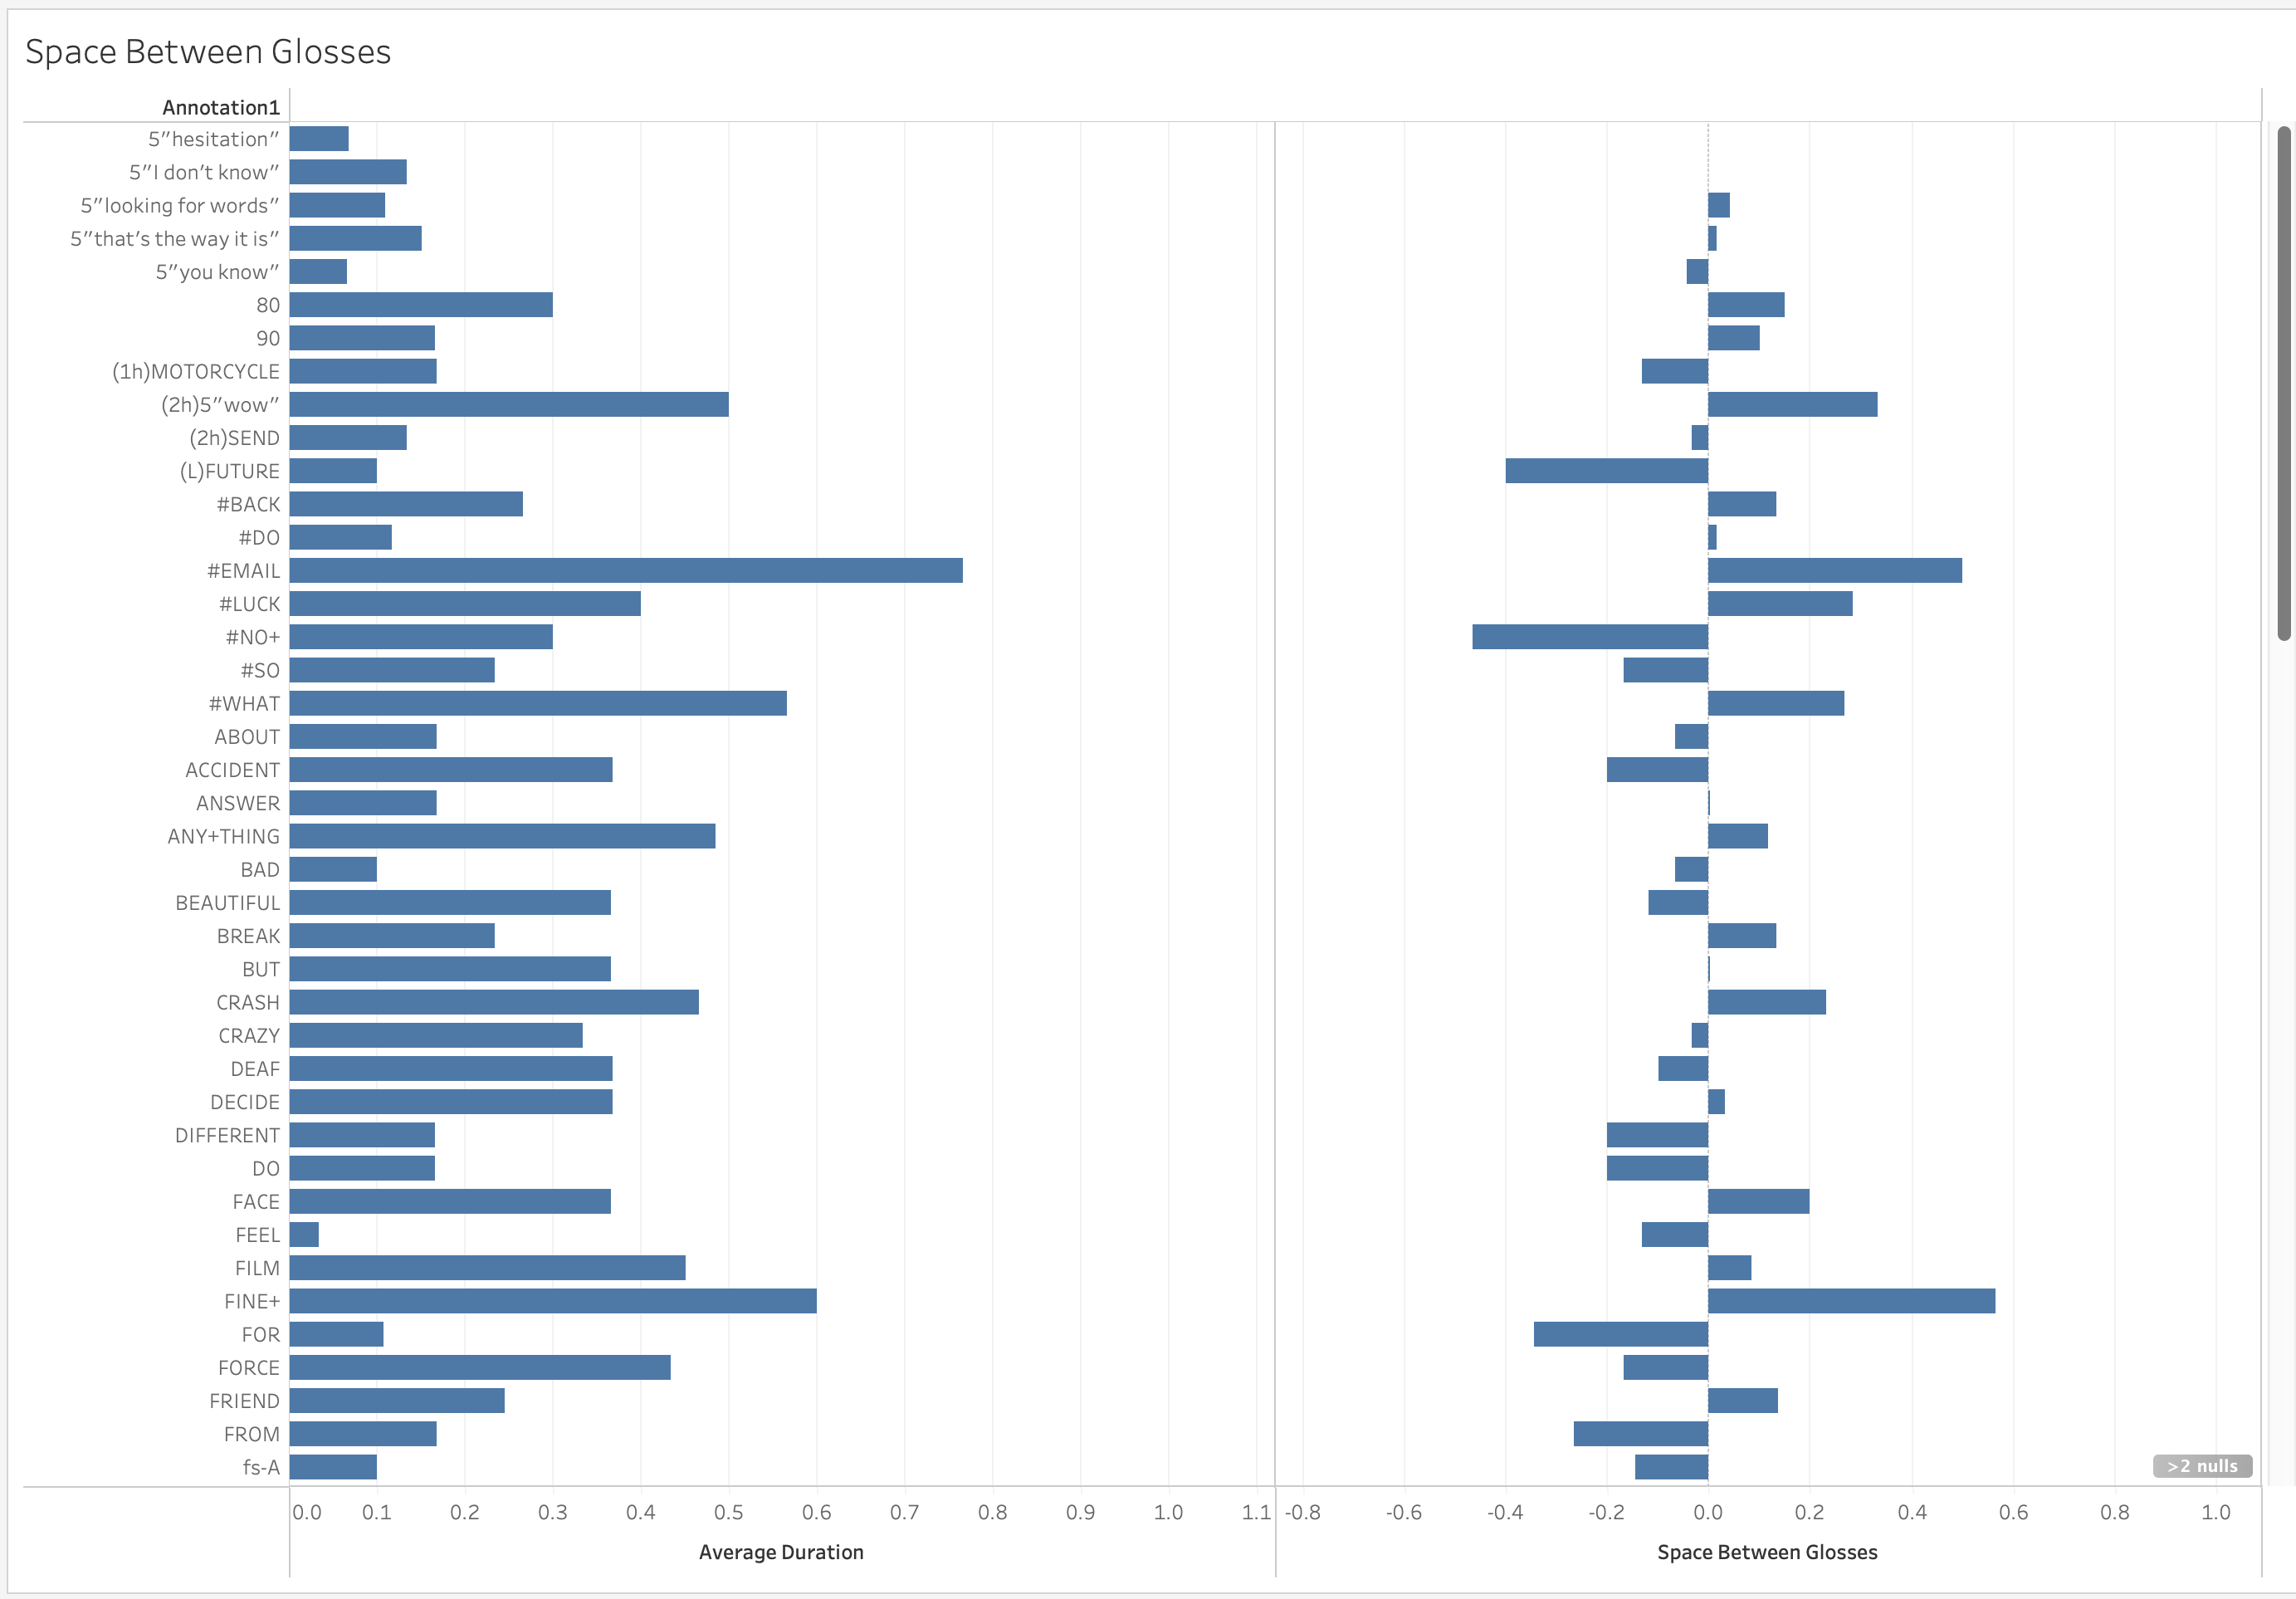 Space Between Glosses
Annotation1
5”hesitation”
5”I don’t know”
5”looking for words”
5”that’s the way it is”
5”you know”
80
90
(1h)MOTORCYCLE
(2h)5”wow”
(2h)SEND
(L)FUTURE
#BACK
#DO
#EMAIL
#LUCK
#NO+
#SO
#WHAT
ABOUT
ACCIDENT
ANSWER
ANY+THING
BAD
BEAUTIFUL
BREAK
BUT
CRASH
CRAZY
DEAF
DECIDE
DIFFERENT
DO
FACE
FEEL
FILM
FINE+
FOR
FORCE
FRIEND
FROM
fs-A
>2 nulls
0.0 0.1 0.2 0.3 0.4 0.5 0.6 0.7 0.8 0.9 1.0 1.1 -0.8 -0.6 -0.4 -0.2 0.0 0.2 0.4 0.6 0.8 1.0
Average Duration Space Between Glosses